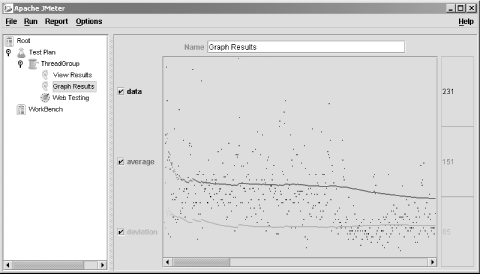 Apache JMeter
File Run Report Options Help
Root
Test Plan
ThreadGroup
View Results
Graph Results
Web Testing
WorkBench
Name Graph Results
data 231
average 151
deviation 85